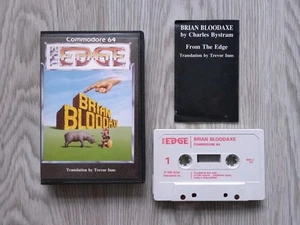 Commodore 64
THE EDGE
BRIAN BLOODAXE
Translation by Trevor Inns
BRIAN BLOODAXE
by Charles Bystram
From The Edge
Translation by Trevor Inns
THE EDGE
BRIAN BLOODAXE
COMMODORE 64
1